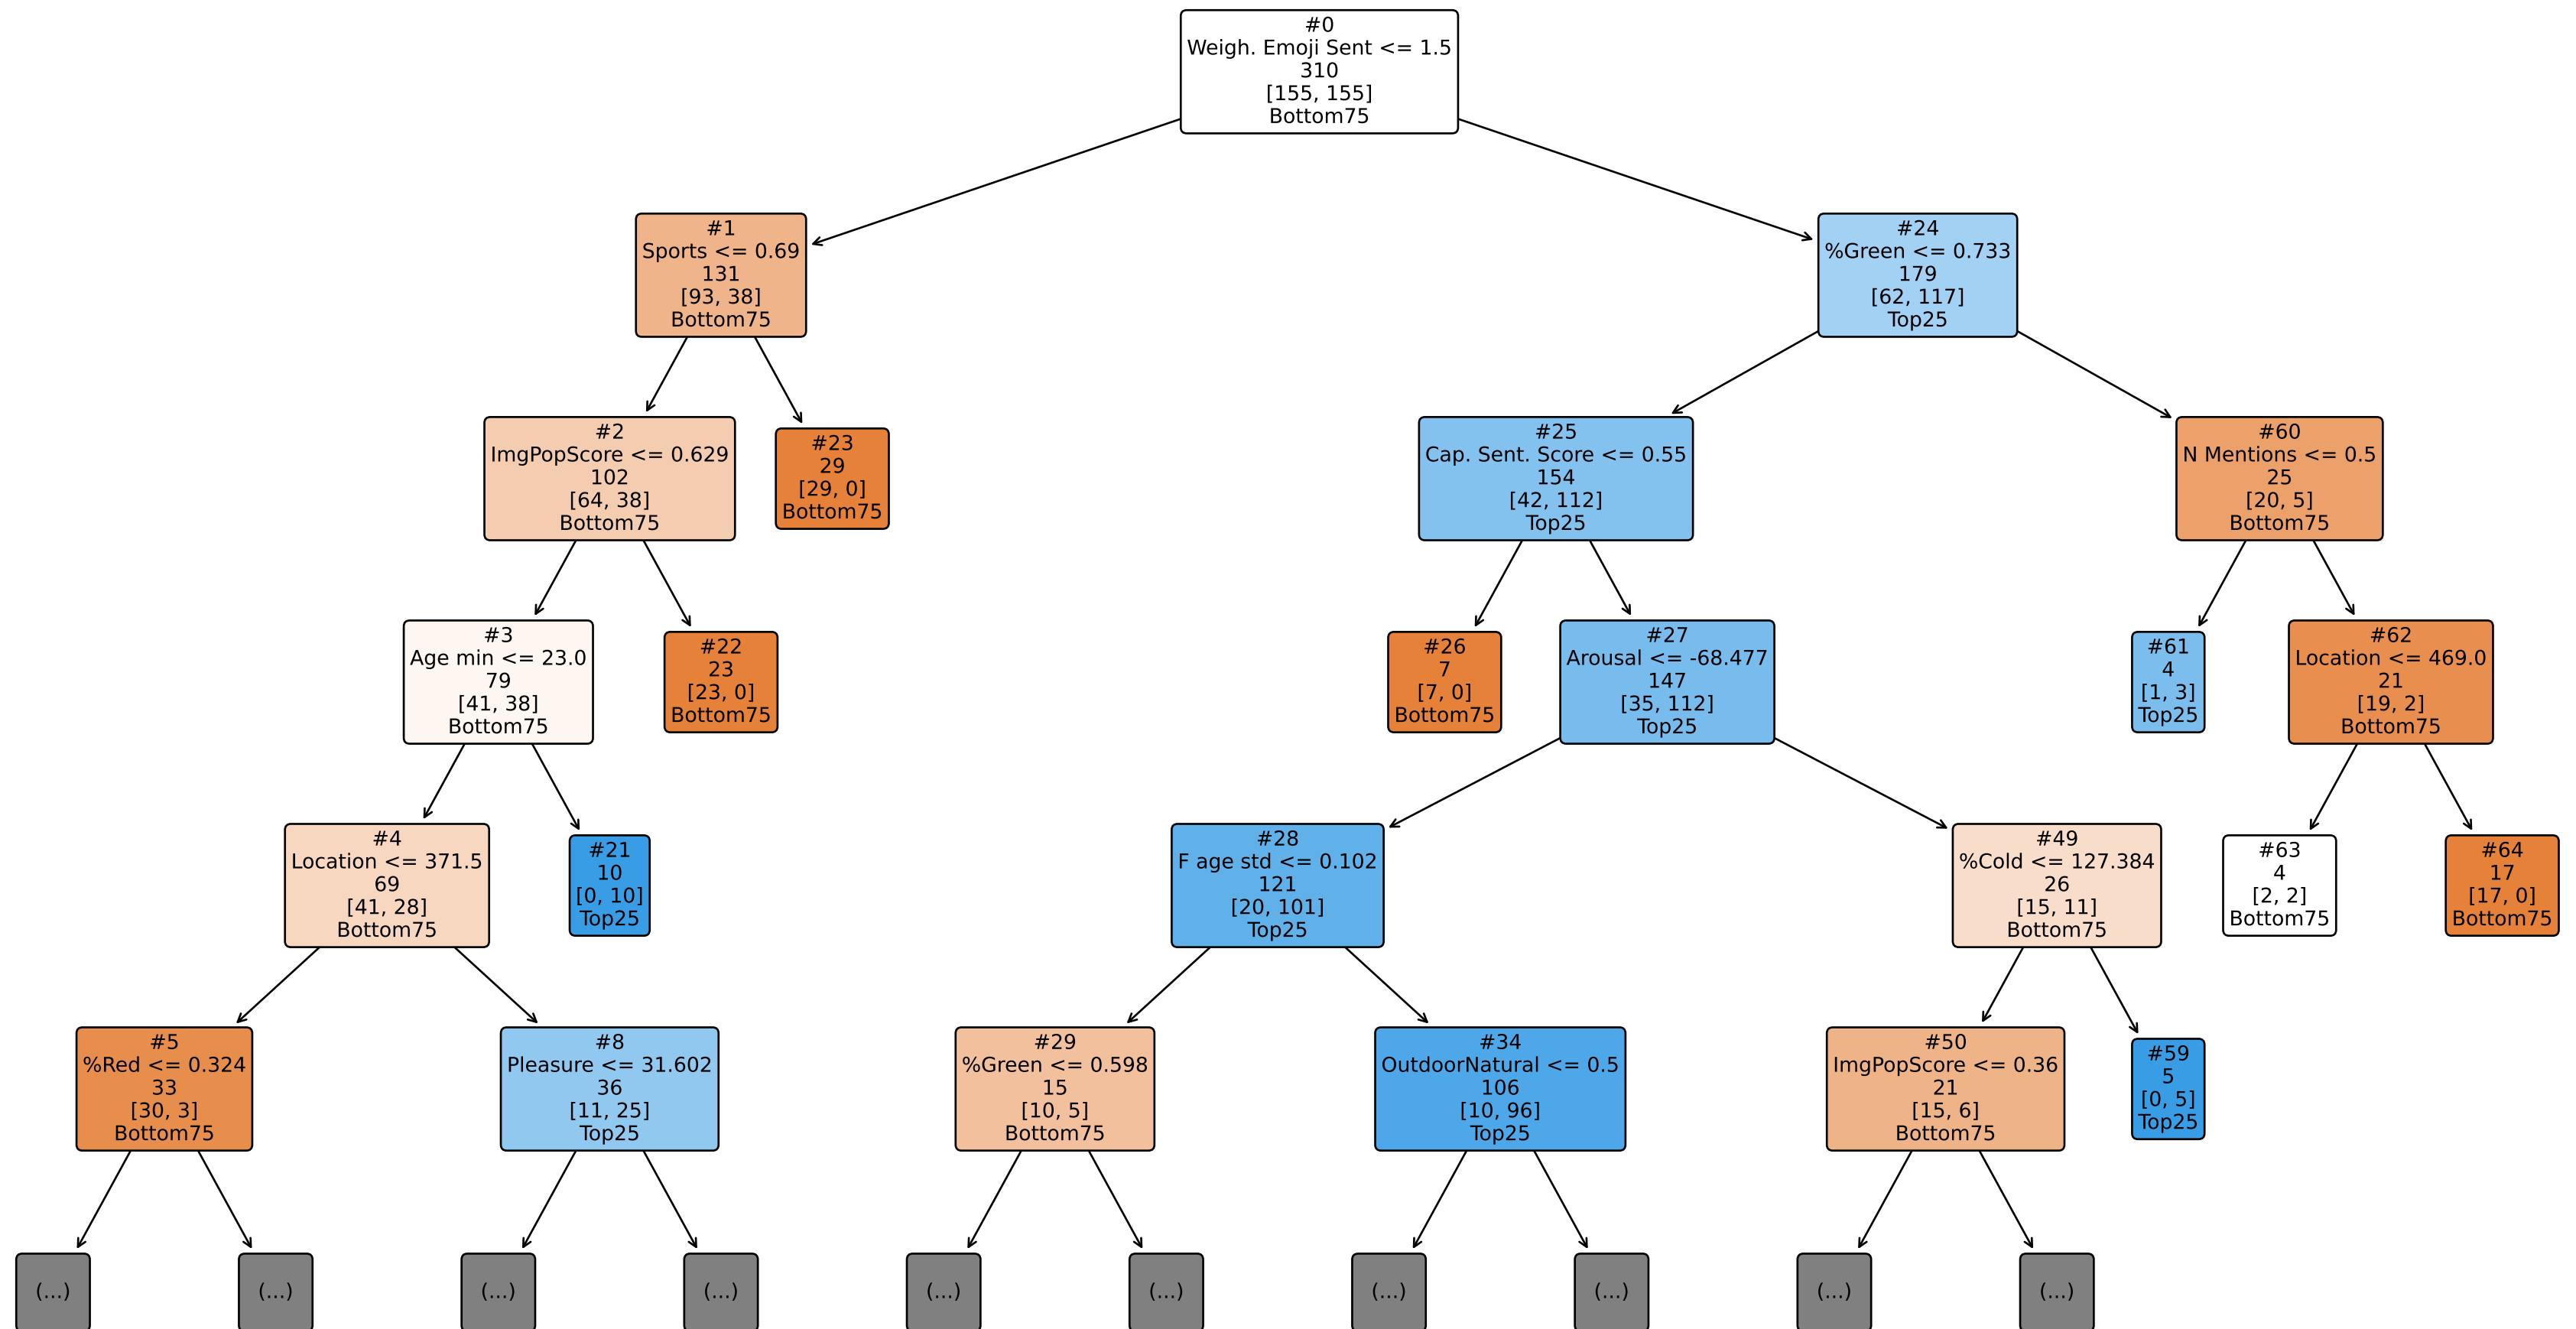 #0
Weigh. Emoji Sent <= 1.5
310
[155, 155]
Bottom75
#1
Sports <= 0.69
131
[93, 38]
Bottom75
#24
%Green <= 0.733
179
[62, 117]
Top25
#2
ImgPopScore <= 0.629
102
[64, 38]
Bottom75
#23
29
[29, 0]
Bottom75
#25
Cap. Sent. Score <= 0.55
154
[42, 112]
Top25
#60
N Mentions <= 0.5
25
[20, 5]
Bottom75
#3
Age min <= 23.0
79
[41, 38]
Bottom75
#22
23
[23, 0]
Bottom75
#26
7
[7, 0]
Bottom75
#27
Arousal <= -68.477
147
[35, 112]
Top25
#61
4
[1, 3]
Top25
#62
Location <= 469.0
21
[19, 2]
Bottom75
#4
Location <= 371.5
69
[41, 28]
Bottom75
#21
10
[0, 10]
Top25
#28
F age std <= 0.102
121
[20, 101]
Top25
#49
%Cold <= 127.384
26
[15, 11]
Bottom75
#63
4
[2, 2]
Bottom75
#64
17
[17, 0]
Bottom75
#5
%Red <= 0.324
33
[30, 3]
Bottom75
#8
Pleasure <= 31.602
36
[11, 25]
Top25
#29
%Green <= 0.598
15
[10, 5]
Bottom75
#34
OutdoorNatural <= 0.5
106
[10, 96]
Top25
#50
ImgPopScore <= 0.36
21
[15, 6]
Bottom75
#59
5
[0, 5]
Top25
(...)
(...)
(...)
(...)
(...)
(...)
(...)
(...)
(...)
(...)